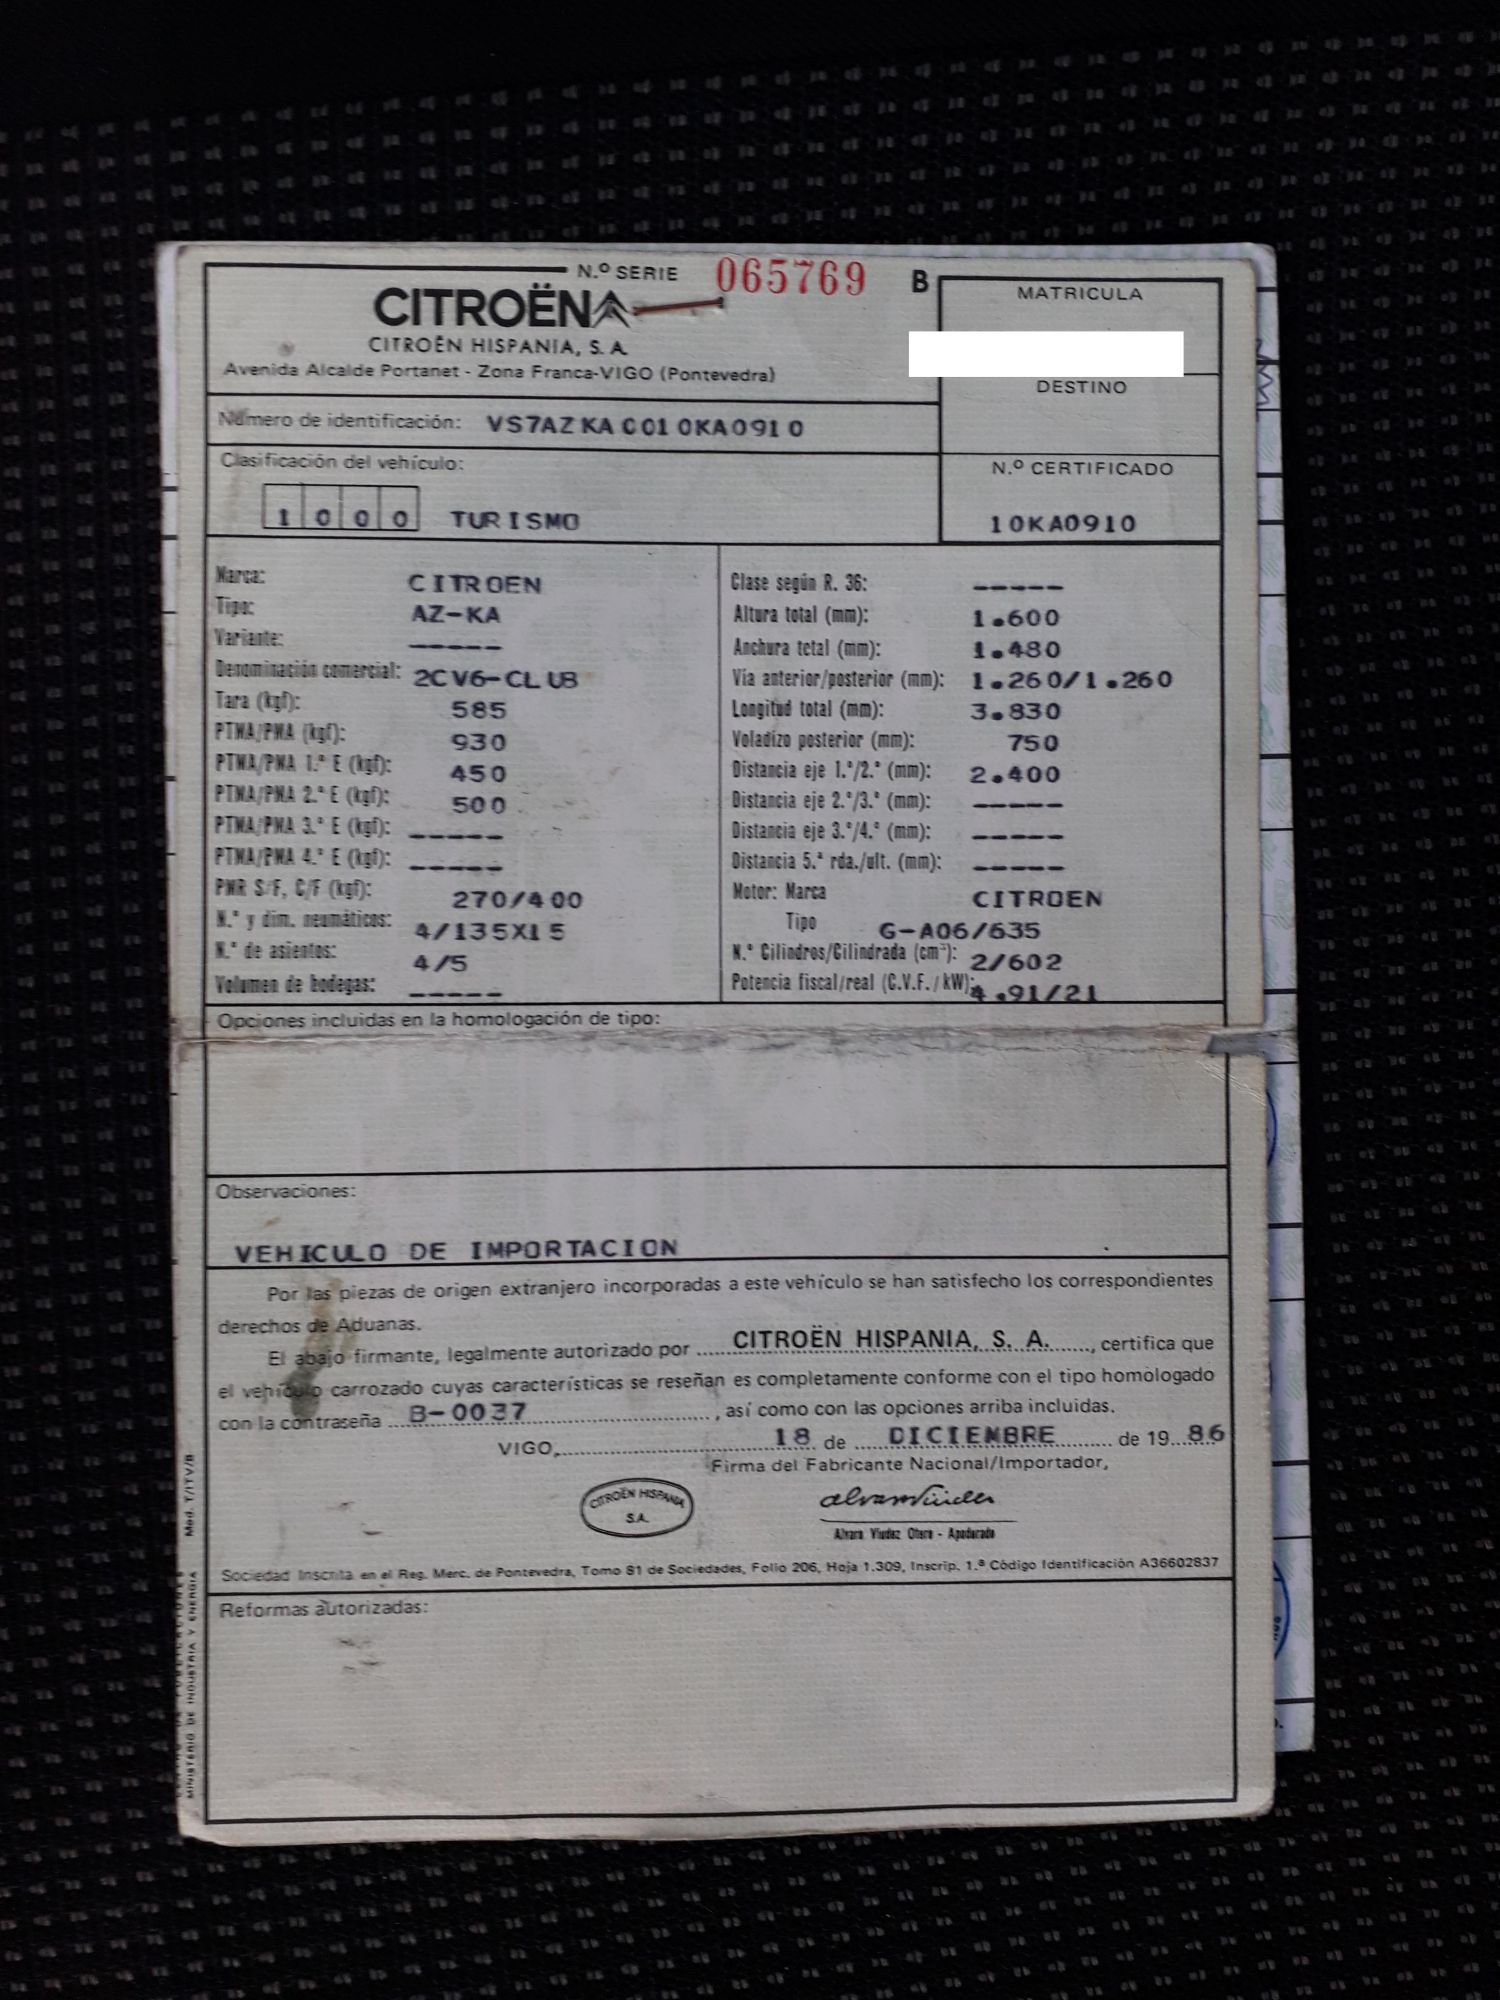 N.º SERIE 065769 B
CITROËN
CITROËN HISPANIA, S. A.
Avenida Alcalde Portanet - Zona Franca-VIGO (Pontevedra)
MATRICULA
DESTINO
Número de identificación: VS7AZKA0010KA0910
Clasificación del vehículo:
1000 TURISMO
N.º CERTIFICADO
10KA0910
Marca: CITROEN
Tipo: AZ-KA
Variante: -----
Denominación comercial: 2CV6-CLUB
Tara (kgf): 585
PTMA/PMA (kgf): 930
PTMA/PMA 1.º E (kgf): 450
PTMA/PMA 2.º E (kgf): 500
PTMA/PMA 3.º E (kgf): -----
PTMA/PMA 4.º E (kgf): -----
PMR S/F, C/F (kgf): 270/400
N.º y dim. neumáticos: 4/135X15
N.º de asientos: 4/5
Volumen de bodegas: -----
Clase según R. 36: -----
Altura total (mm): 1.600
Anchura total (mm): 1.480
Vía anterior/posterior (mm): 1.260/1.260
Longitud total (mm): 3.830
Voladizo posterior (mm): 750
Distancia eje 1.º/2.º (mm): 2.400
Distancia eje 2.º/3.º (mm): -----
Distancia eje 3.º/4.º (mm): -----
Distancia 5.ª rda./ult. (mm): -----
Motor: Marca CITROEN
Tipo G-A06/635
N.º Cilindros/Cilindrada (cm³): 2/602
Potencia fiscal/real (C.V.F./kW): 4.91/21
Opciones incluidas en la homologación de tipo:
Observaciones:
VEHICULO DE IMPORTACION
Por las piezas de origen extranjero incorporadas a este vehículo se han satisfecho los correspondientes
derechos de Aduanas.
El abajo firmante, legalmente autorizado por CITROËN HISPANIA, S. A., certifica que
el vehículo carrozado cuyas características se reseñan es completamente conforme con el tipo homologado
con la contraseña B-0037, así como con las opciones arriba incluidas.
VIGO, 18 de DICIEMBRE de 1986
Firma del Fabricante Nacional/Importador,
CITROËN HISPANIA
S.A.
Alvaro Viudez Otero - Apoderado
Sociedad Inscrita en el Reg. Merc. de Pontevedra, Tomo 81 de Sociedades, Folio 206, Hoja 1.309, Inscrip. 1.ª Código Identificación A36602837
Reformas autorizadas:
Mod. T/ITV/B
MINISTERIO DE INDUSTRIA Y ENERGIA